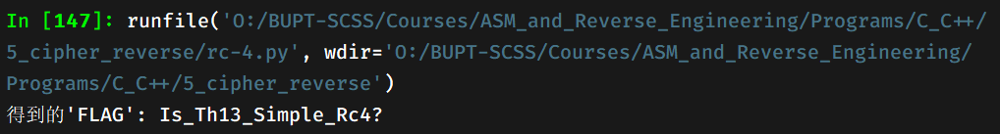 In [147]: runfile('O:/BUPT-SCSS/Courses/ASM_and_Reverse_Engineering/Programs/C_C++/
5_cipher_reverse/rc-4.py', wdir='O:/BUPT-SCSS/Courses/ASM_and_Reverse_Engineering/
Programs/C_C++/5_cipher_reverse')
得到的'FLAG': Is_Th13_Simple_Rc4?